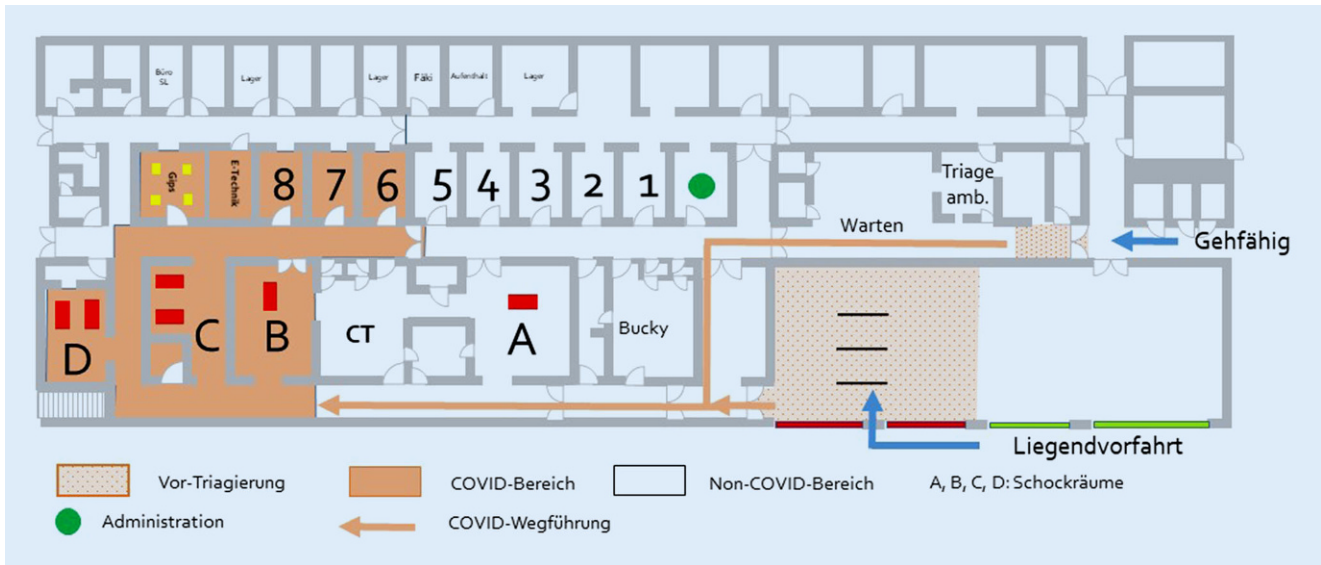 Büro
SL
Lager
Lager
Fäki
Aufenthalt
Lager
Gips
E-Technik
8
7
6
5
4
3
2
1
Triage
amb.
Warten
Gehfähig
D
C
B
CT
A
Bucky
Liegendvorfahrt
Vor-Triagierung
COVID-Bereich
Non-COVID-Bereich
A, B, C, D: Schockräume
Administration
COVID-Wegführung